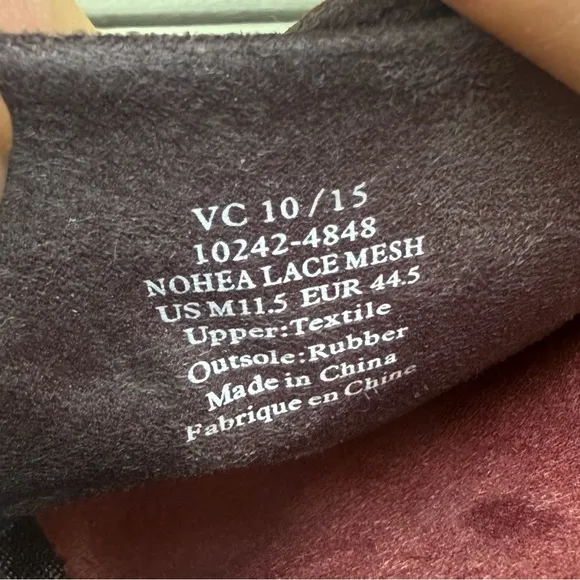 VC 10/15
10242-4848
NOHEA LACE MESH
US M11.5 EUR 44.5
Upper:Textile
Outsole:Rubber
Made in China
Fabrique en Chine